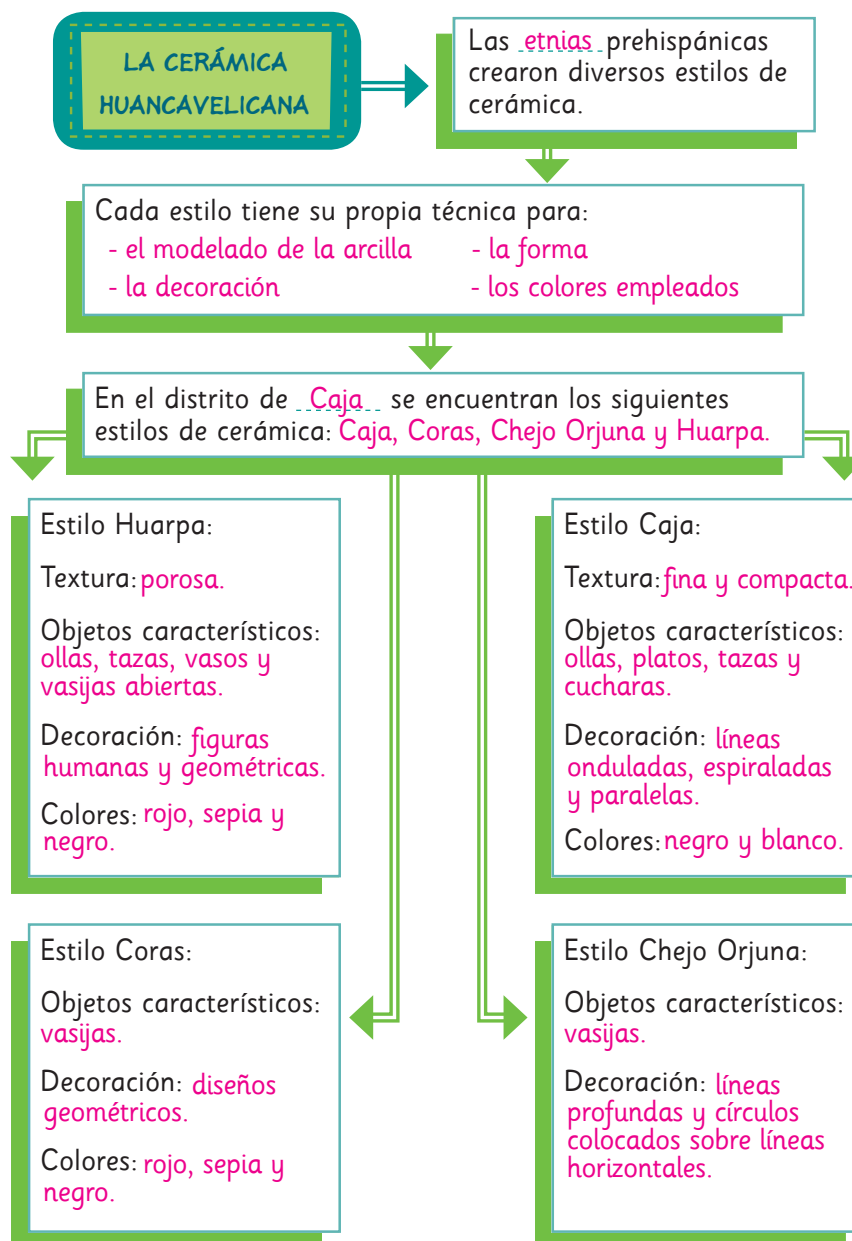 LA CERÁMICA
HUANCAVELICANA
Las etnias prehispánicas
crearon diversos estilos de
cerámica.
Cada estilo tiene su propia técnica para:
- el modelado de la arcilla - la forma
- la decoración - los colores empleados
En el distrito de Caja se encuentran los siguientes
estilos de cerámica: Caja, Coras, Chejo Orjuna y Huarpa.
Estilo Huarpa:
Textura: porosa.
Objetos característicos:
ollas, tazas, vasos y
vasijas abiertas.
Decoración: figuras
humanas y geométricas.
Colores: rojo, sepia y
negro.
Estilo Caja:
Textura: fina y compacta.
Objetos característicos:
ollas, platos, tazas y
cucharas.
Decoración: líneas
onduladas, espiraladas
y paralelas.
Colores: negro y blanco.
Estilo Coras:
Objetos característicos:
vasijas.
Decoración: diseños
geométricos.
Colores: rojo, sepia y
negro.
Estilo Chejo Orjuna:
Objetos característicos:
vasijas.
Decoración: líneas
profundas y círculos
colocados sobre líneas
horizontales.